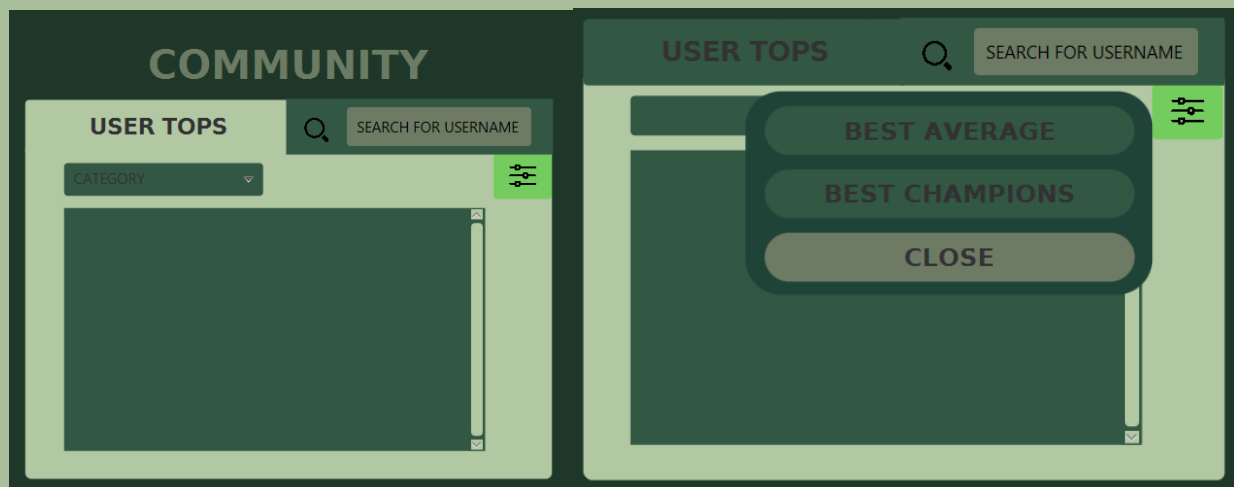 COMMUNITY
USER TOPS
SEARCH FOR USERNAME
CATEGORY
USER TOPS
SEARCH FOR USERNAME
BEST AVERAGE
BEST CHAMPIONS
CLOSE